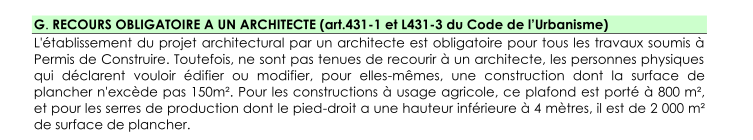 G. RECOURS OBLIGATOIRE A UN ARCHITECTE (art.431-1 et L431-3 du Code de l'Urbanisme)
L'établissement du projet architectural par un architecte est obligatoire pour tous les travaux soumis à
Permis de Construire. Toutefois, ne sont pas tenues de recourir à un architecte, les personnes physiques
qui déclarent vouloir édifier ou modifier, pour elles-mêmes, une construction dont la surface de
plancher n'excède pas 150m². Pour les constructions à usage agricole, ce plafond est porté à 800 m²,
et pour les serres de production dont le pied-droit a une hauteur inférieure à 4 mètres, il est de 2 000 m²
de surface de plancher.